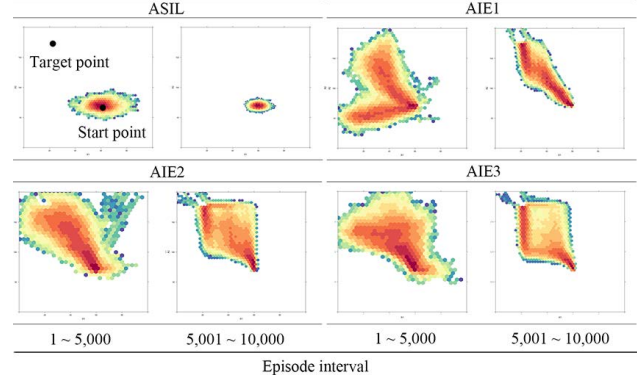 ASIL
AIE1
Target point
Start point
AIE2
AIE3
1 ~ 5,000
5,001 ~ 10,000
1 ~ 5,000
5,001 ~ 10,000
Episode interval